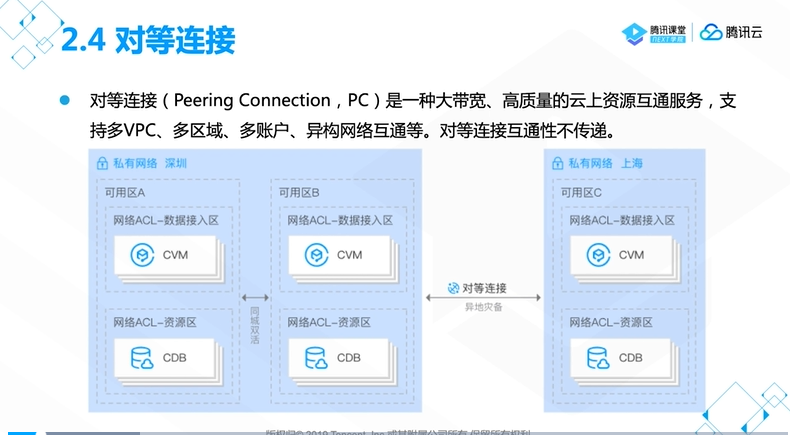 2.4 对等连接
腾讯课堂
NEXT学院
腾讯云
对等连接（Peering Connection，PC）是一种大带宽、高质量的云上资源互通服务，支
持多VPC、多区域、多账户、异构网络互通等。对等连接互通性不传递。
私有网络 深圳
可用区A
网络ACL-数据接入区
CVM
网络ACL-资源区
CDB
同城双活
可用区B
网络ACL-数据接入区
CVM
网络ACL-资源区
CDB
对等连接
异地灾备
私有网络 上海
可用区C
网络ACL-数据接入区
CVM
网络ACL-资源区
CDB
版权归© 2019 Tencent, Inc.或其附属公司所有 保留所有权利